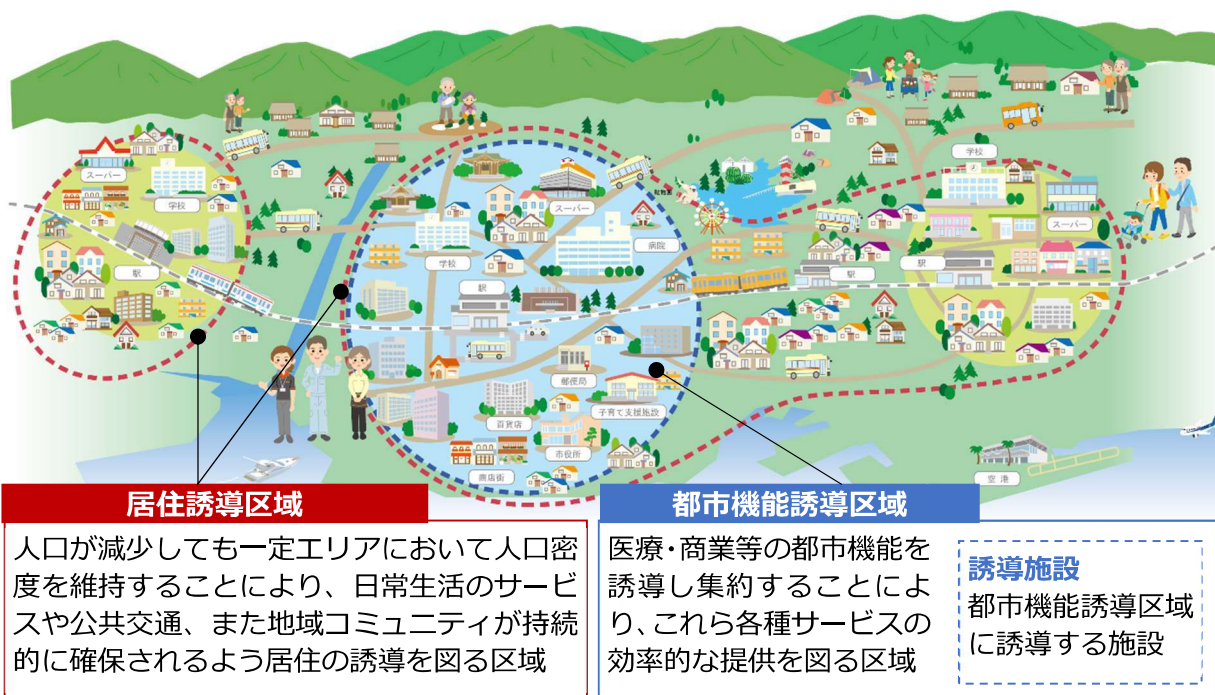 スーパー
学校
駅
学校
スーパー
病院
駅
郵便局
子育て支援施設
百貨店
市役所
商店街
遊園地
学校
スーパー
駅
駅
空港
居住誘導区域
人口が減少しても一定エリアにおいて人口密
度を維持することにより、日常生活のサービ
スや公共交通、また地域コミュニティが持続
的に確保されるよう居住の誘導を図る区域
都市機能誘導区域
医療・商業等の都市機能を
誘導し集約することによ
り、これら各種サービスの
効率的な提供を図る区域
誘導施設
都市機能誘導区域
に誘導する施設